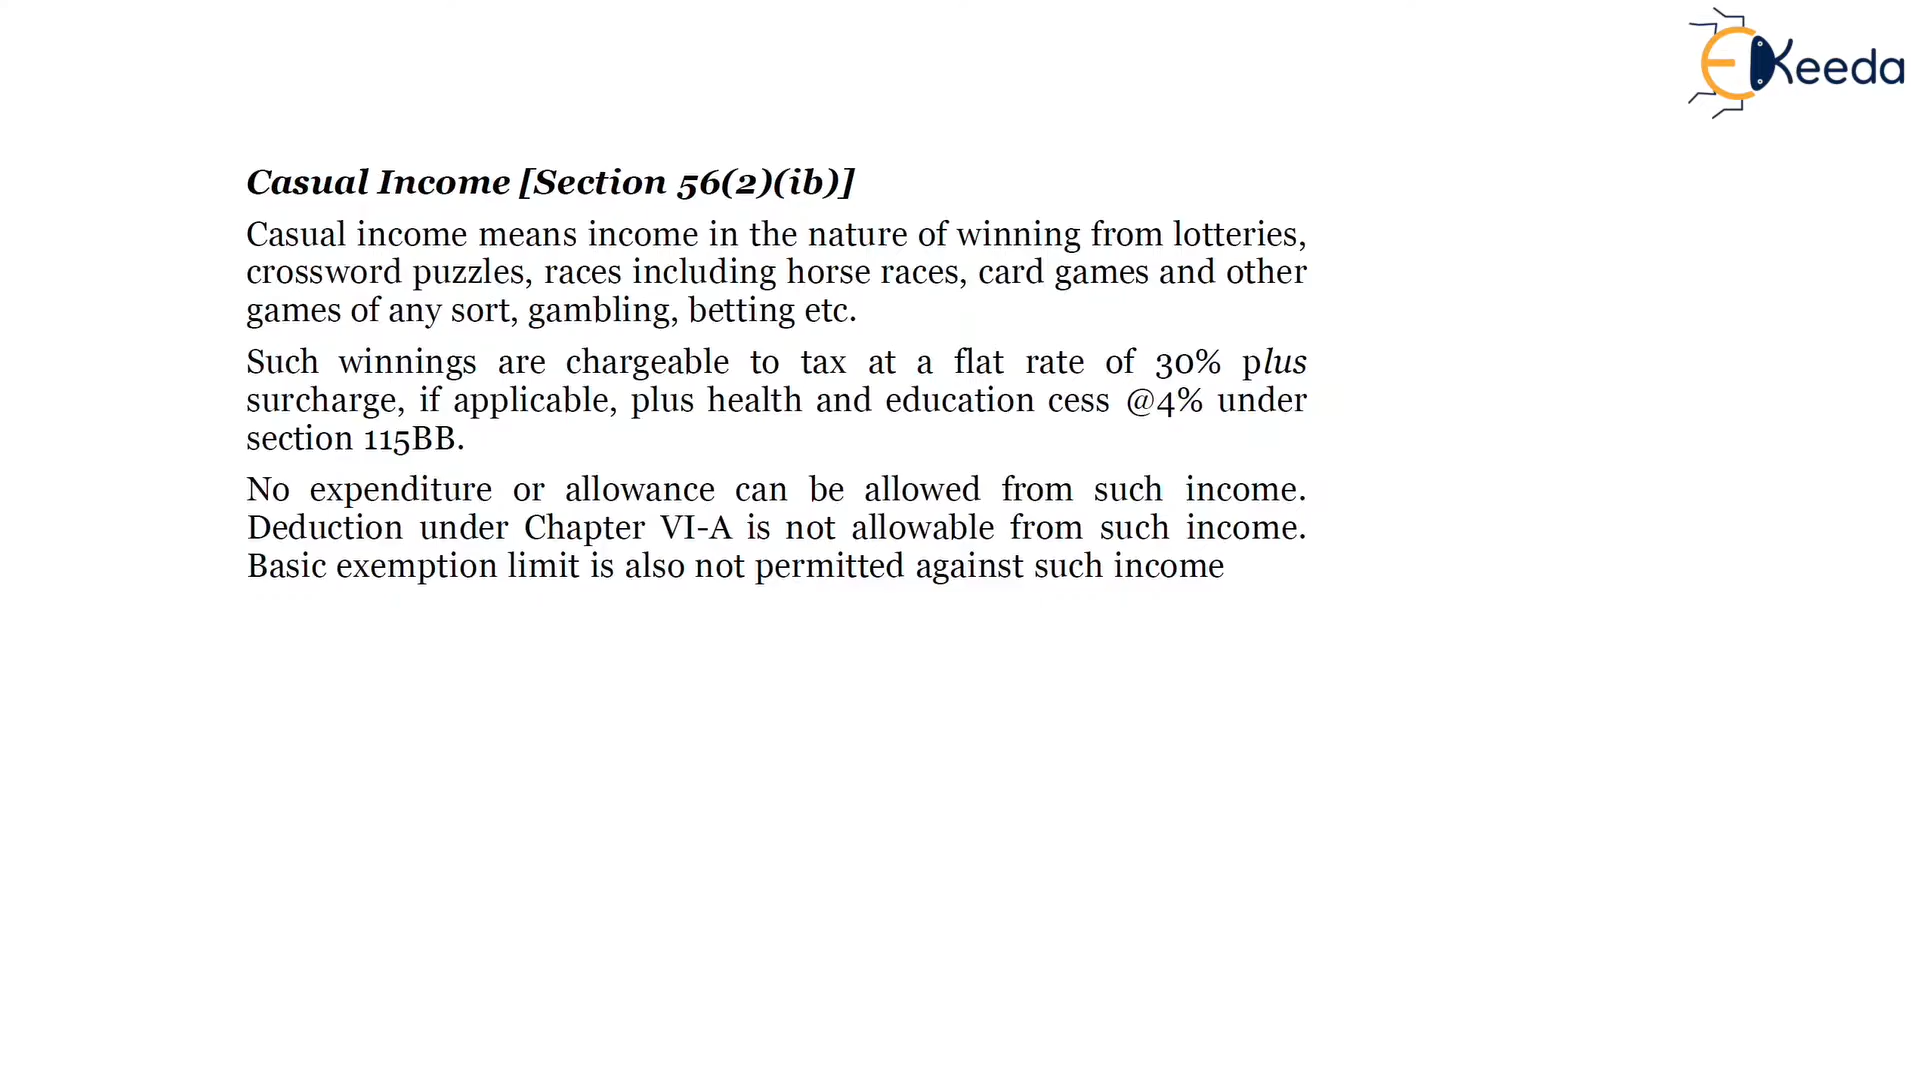 EKeeda
Casual Income [Section 56(2)(ib)]
Casual income means income in the nature of winning from lotteries,
crossword puzzles, races including horse races, card games and other
games of any sort, gambling, betting etc.
Such winnings are chargeable to tax at a flat rate of 30% plus
surcharge, if applicable, plus health and education cess @4% under
section 115BB.
No expenditure or allowance can be allowed from such income.
Deduction under Chapter VI-A is not allowable from such income.
Basic exemption limit is also not permitted against such income